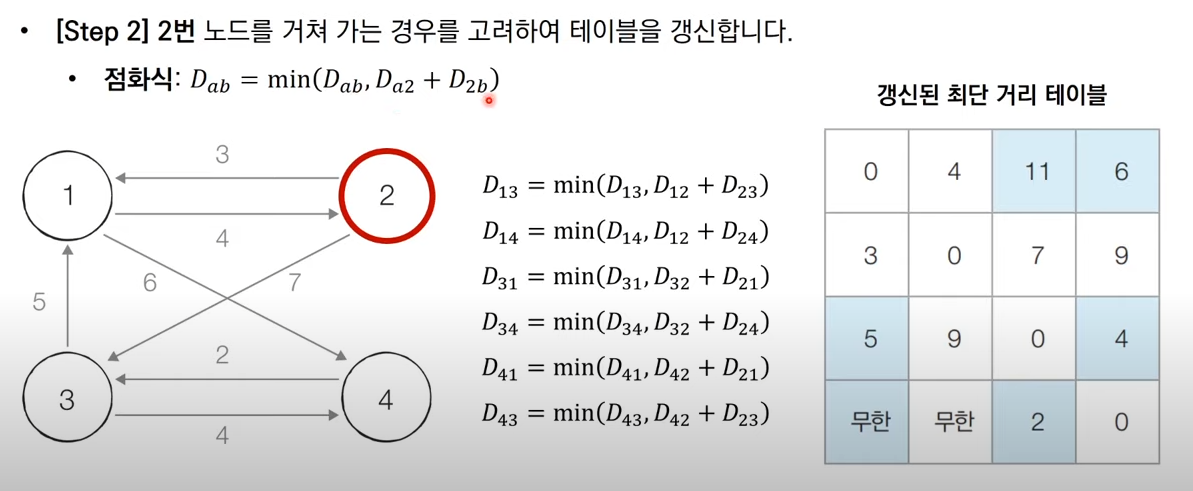 • [Step 2] 2번 노드를 거쳐 가는 경우를 고려하여 테이블을 갱신합니다.
• 점화식: D_{ab} = min(D_{ab}, D_{a2} + D_{2b})
1
2
3
4
3
4
5
6
7
2
4
D_{13} = min(D_{13}, D_{12} + D_{23})
D_{14} = min(D_{14}, D_{12} + D_{24})
D_{31} = min(D_{31}, D_{32} + D_{21})
D_{34} = min(D_{34}, D_{32} + D_{24})
D_{41} = min(D_{41}, D_{42} + D_{21})
D_{43} = min(D_{43}, D_{42} + D_{23})
갱신된 최단 거리 테이블
0 4 11 6
3 0 7 9
5 9 0 4
무한 무한 2 0